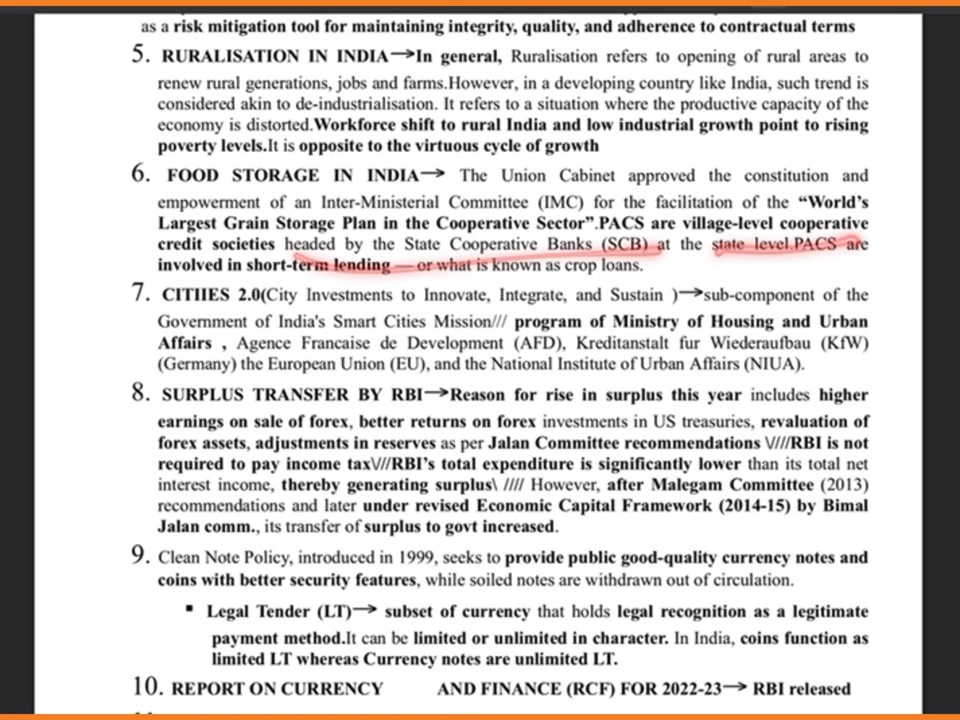 as a risk mitigation tool for maintaining integrity, quality, and adherence to contractual terms
5. RURALISATION IN INDIA→In general, Ruralisation refers to opening of rural areas to
renew rural generations, jobs and farms.However, in a developing country like India, such trend is
considered akin to de-industrialisation. It refers to a situation where the productive capacity of the
economy is distorted.Workforce shift to rural India and low industrial growth point to rising
poverty levels.It is opposite to the virtuous cycle of growth
6. FOOD STORAGE IN INDIA→ The Union Cabinet approved the constitution and
empowerment of an Inter-Ministerial Committee (IMC) for the facilitation of the “World’s
Largest Grain Storage Plan in the Cooperative Sector”.PACS are village-level cooperative
credit societies headed by the State Cooperative Banks (SCB) at the state level.PACS are
involved in short-term lending — or what is known as crop loans.
7. CITIIES 2.0(City Investments to Innovate, Integrate, and Sustain )→sub-component of the
Government of India's Smart Cities Mission/// program of Ministry of Housing and Urban
Affairs , Agence Francaise de Development (AFD), Kreditanstalt fur Wiederaufbau (KfW)
(Germany) the European Union (EU), and the National Institute of Urban Affairs (NIUA).
8. SURPLUS TRANSFER BY RBI→Reason for rise in surplus this year includes higher
earnings on sale of forex, better returns on forex investments in US treasuries, revaluation of
forex assets, adjustments in reserves as per Jalan Committee recommendations \///RBI is not
required to pay income tax\///RBI’s total expenditure is significantly lower than its total net
interest income, thereby generating surplus\ //// However, after Malegam Committee (2013)
recommendations and later under revised Economic Capital Framework (2014-15) by Bimal
Jalan comm., its transfer of surplus to govt increased.
9. Clean Note Policy, introduced in 1999, seeks to provide public good-quality currency notes and
coins with better security features, while soiled notes are withdrawn out of circulation.
▪ Legal Tender (LT)→ subset of currency that holds legal recognition as a legitimate
payment method.It can be limited or unlimited in character. In India, coins function as
limited LT whereas Currency notes are unlimited LT.
10. REPORT ON CURRENCY AND FINANCE (RCF) FOR 2022-23→ RBI released